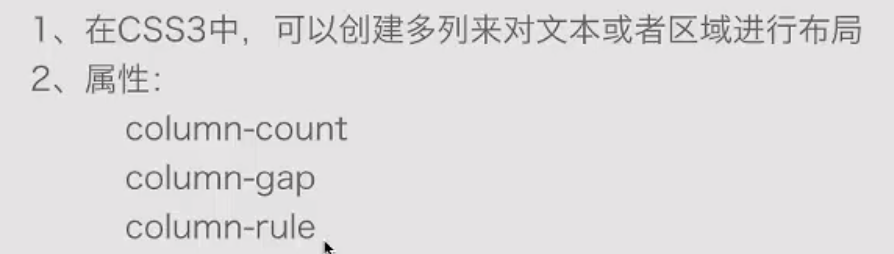 1、在CSS3中，可以创建多列来对文本或者区域进行布局
2、属性：
column-count
column-gap
column-rule